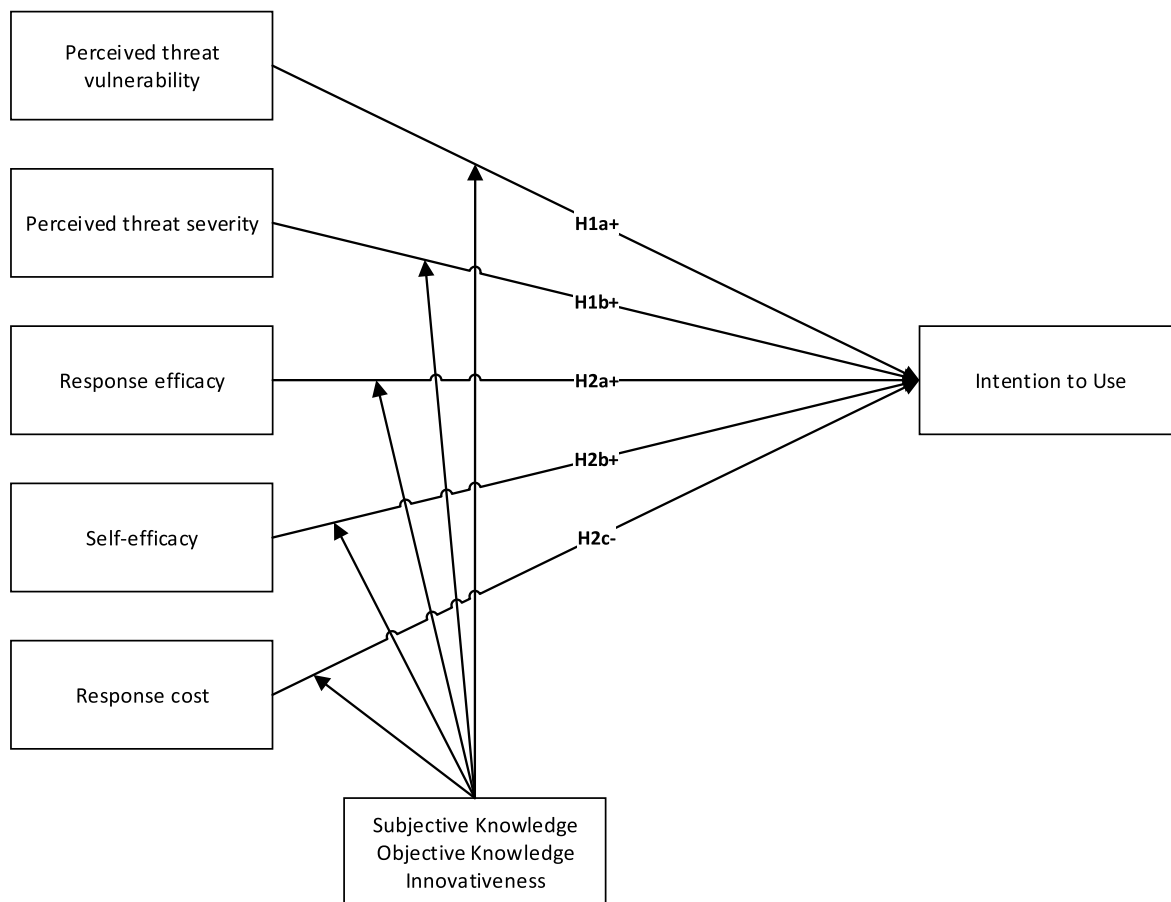 Perceived threat
vulnerability
H1a+
Perceived threat severity
H1b+
Response efficacy
H2a+
Intention to Use
Self-efficacy
H2b+
H2c-
Response cost
Subjective Knowledge
Objective Knowledge
Innovativeness